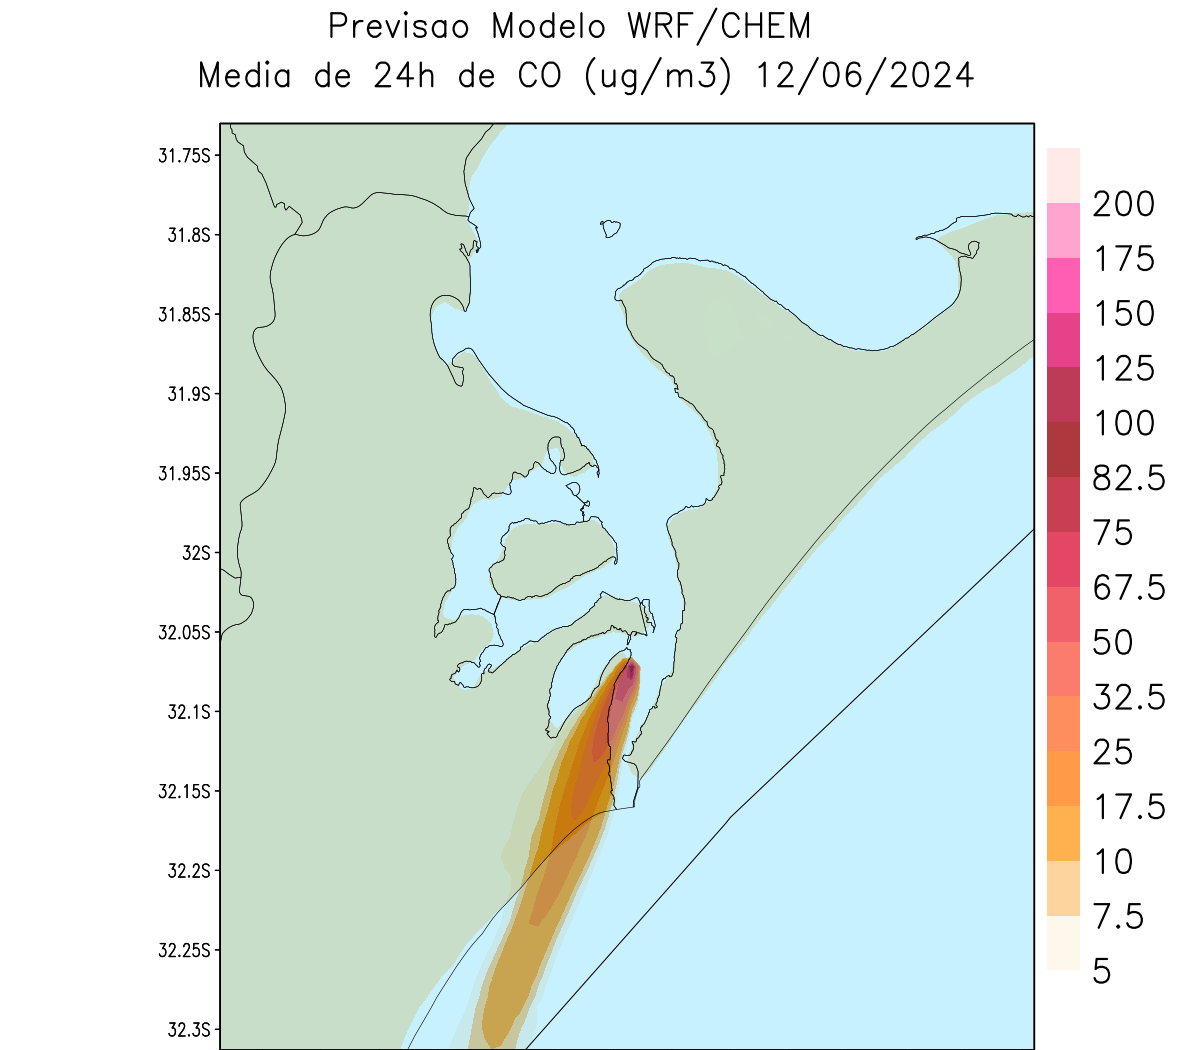 Previsao Modelo WRF/CHEM
Media de 24h de CO (ug/m3) 12/06/2024
31.75S
31.8S
31.85S
31.9S
31.95S
32S
32.05S
32.1S
32.15S
32.2S
32.25S
32.3S
200
175
150
125
100
82.5
75
67.5
50
32.5
25
17.5
10
7.5
5